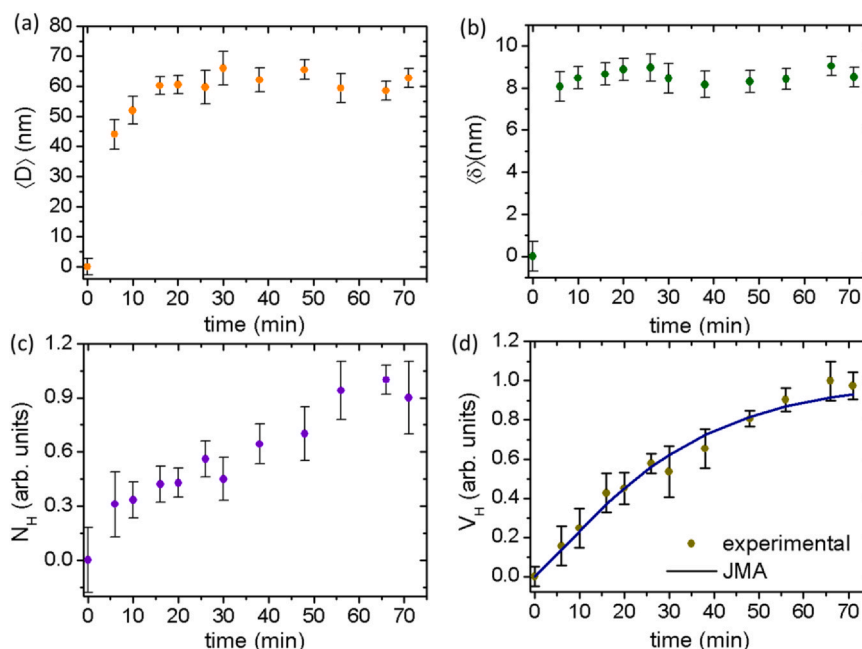 (a)
80
70
60
50
40
30
20
10
0
⟨D⟩ (nm)
0 10 20 30 40 50 60 70
time (min)
(b)
10
8
6
4
2
0
⟨δ⟩(nm)
0 10 20 30 40 50 60 70
time (min)
(c)
1.2
0.9
0.6
0.3
0.0
N_H (arb. units)
0 10 20 30 40 50 60 70
time (min)
(d)
1.2
1.0
0.8
0.6
0.4
0.2
0.0
V_H (arb. units)
experimental
JMA
0 10 20 30 40 50 60 70
time (min)